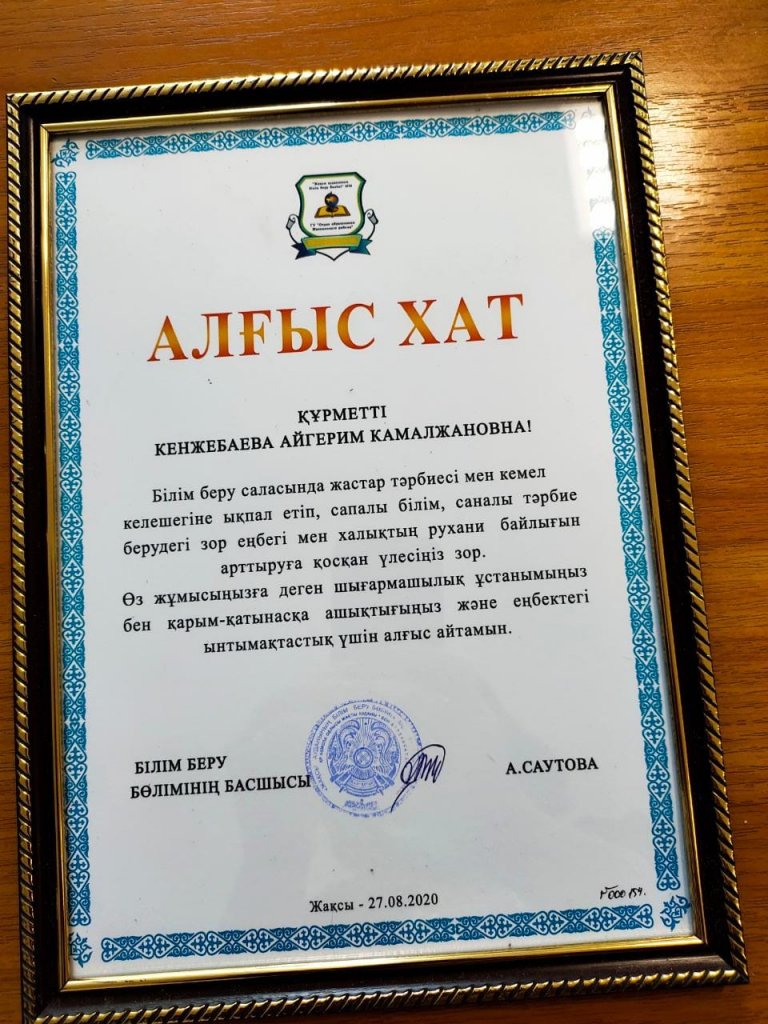 АЛҒЫС ХАТ
ҚҰРМЕТТІ
КЕНЖЕБАЕВА АЙГЕРИМ КАМАЛЖАНОВНА!
Білім беру саласында жастар тәрбиесі мен кемел
келешегіне ықпал етіп, сапалы білім, саналы тәрбие
берудегі зор еңбегі мен халықтың рухани байлығын
арттыруға қосқан үлесіңіз зор.
Өз жұмысыңызға деген шығармашылық ұстанымыңыз
бен қарым-қатынасқа ашықтығыңыз және еңбектегі
ынтымақтастық үшін алғыс айтамын.
БІЛІМ БЕРУ
БӨЛІМІНІҢ БАСШЫСЫ
А.САУТОВА
Жақсы - 27.08.2020